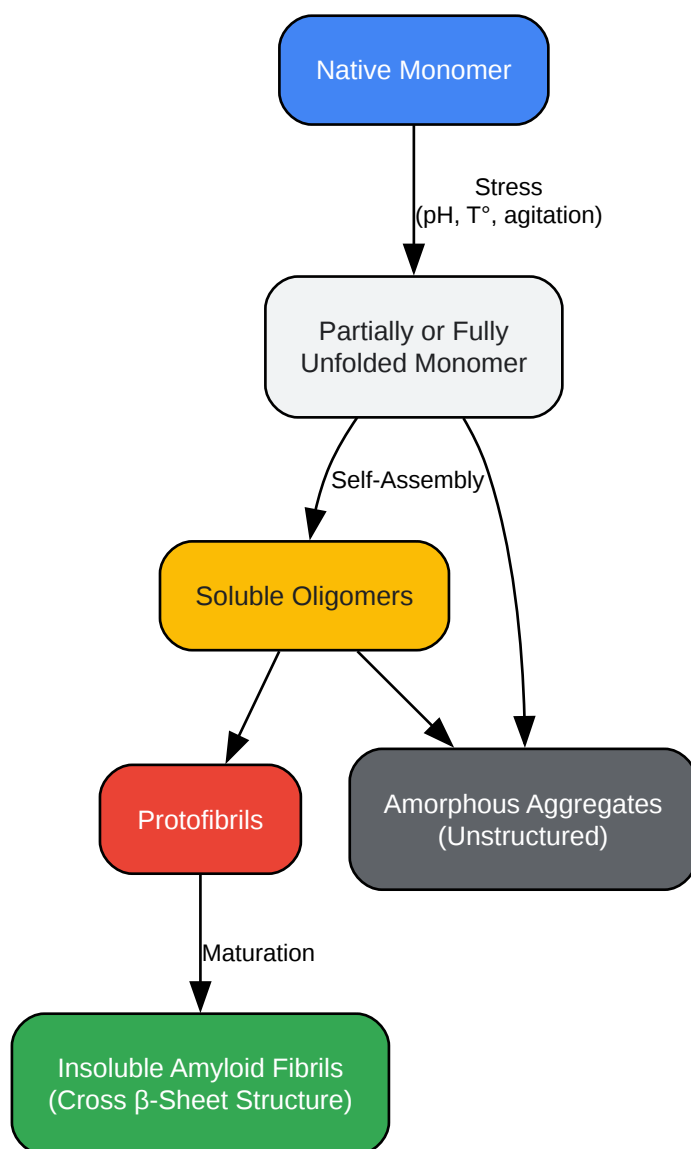 Native Monomer
Stress
(pH, T°, agitation)
Partially or Fully
Unfolded Monomer
Self-Assembly
Soluble Oligomers
Protofibrils
Amorphous Aggregates
(Unstructured)
Maturation
Insoluble Amyloid Fibrils
(Cross β-Sheet Structure)